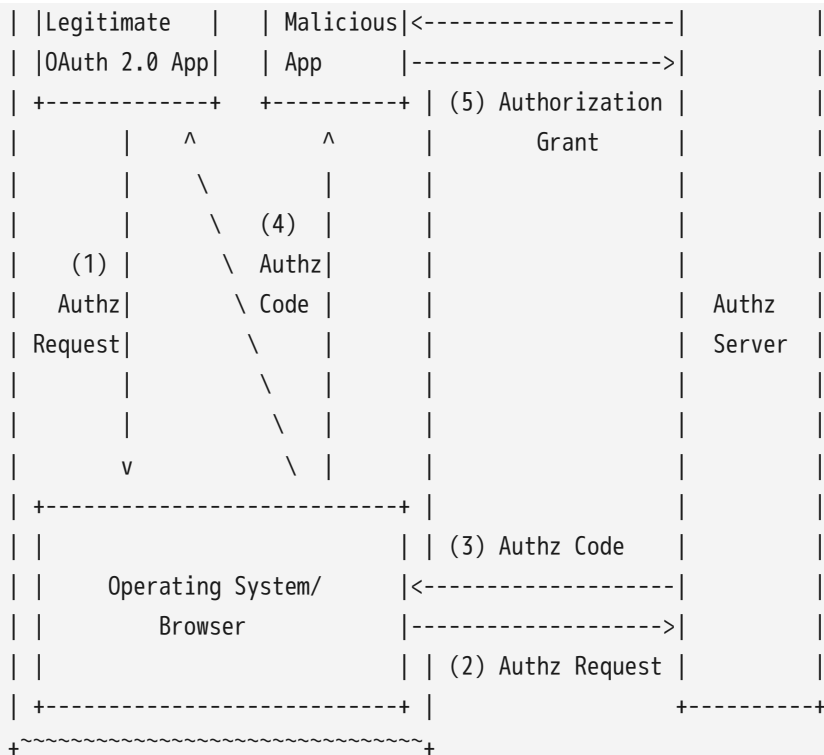 | |Legitimate   |   | Malicious|<--------------------|          |
| |OAuth 2.0 App|   | App      |-------------------->|          |
| +-------------+   +----------+ | (5) Authorization |          |
|        |    ^          ^       |       Grant       |          |
|        |     \         |       |                   |          |
|        |      \   (4)  |       |                   |          |
|    (1) |       \  Authz|       |                   |          |
|   Authz|        \ Code |       |                   |  Authz   |
| Request|         \     |       |                   |  Server  |
|        |          \    |       |                   |          |
|        |           \   |       |                   |          |
|        v            \  |       |                   |          |
| +----------------------------+ |                   |          |
| |                            | | (3) Authz Code    |          |
| |     Operating System/      |<--------------------|          |
| |         Browser            |-------------------->|          |
| |                            | | (2) Authz Request |          |
| +----------------------------+ |                   +----------+
+~~~~~~~~~~~~~~~~~~~~~~~~~~~~~~~~+